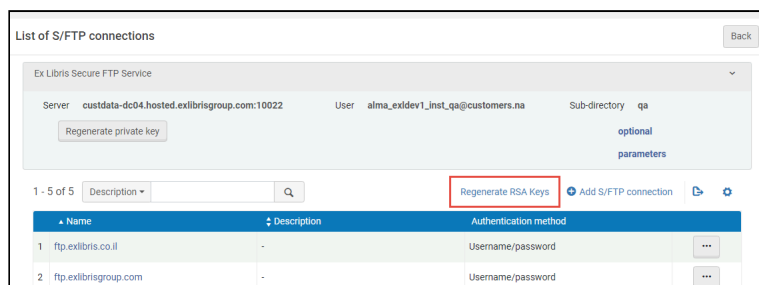 List of S/FTP connections Back
Ex Libris Secure FTP Service
Server custdata-dc04.hosted.exlibrisgroup.com:10022 User alma_exldev1_inst_qa@customers.na Sub-directory qa
Regenerate private key optional
parameters
1 - 5 of 5 Description Regenerate RSA Keys Add S/FTP connection
Name Description Authentication method
1 ftp.exlibris.co.il - Username/password ...
2 ftp.exlibrisgroup.com - Username/password ...